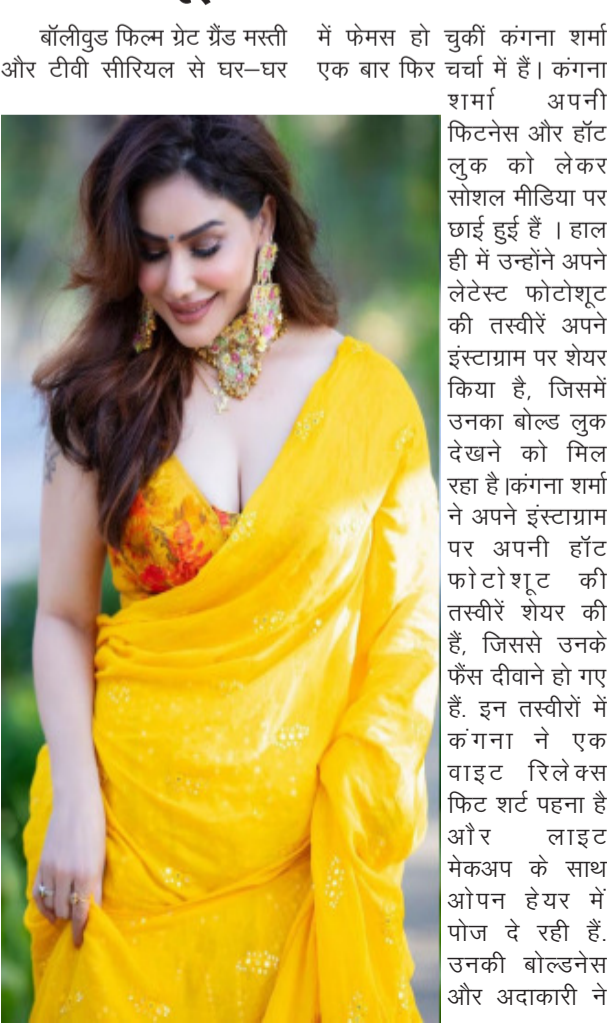 बॉलीवुड फिल्म ग्रेट ग्रैंड मस्ती
और टीवी सीरियल से घर–घर
में फेमस हो चुकीं कंगना शर्मा
एक बार फिर चर्चा में हैं। कंगना
शर्मा अपनी
फिटनेस और हॉट
लुक को लेकर
सोशल मीडिया पर
छाई हुई हैं । हाल
ही में उन्होंने अपने
लेटेस्ट फोटोशूट
की तस्वीरें अपने
इंस्टाग्राम पर शेयर
किया है, जिसमें
उनका बोल्ड लुक
देखने को मिल
रहा है।कंगना शर्मा
ने अपने इंस्टाग्राम
पर अपनी हॉट
फोटोशूट की
तस्वीरें शेयर की
हैं, जिससे उनके
फैंस दीवाने हो गए
हैं. इन तस्वीरों में
कंगना ने एक
वाइट रिलेक्स
फिट शर्ट पहना है
और लाइट
मेकअप के साथ
ओपन हेयर में
पोज दे रही हैं.
उनकी बोल्डनेस
और अदाकारी ने